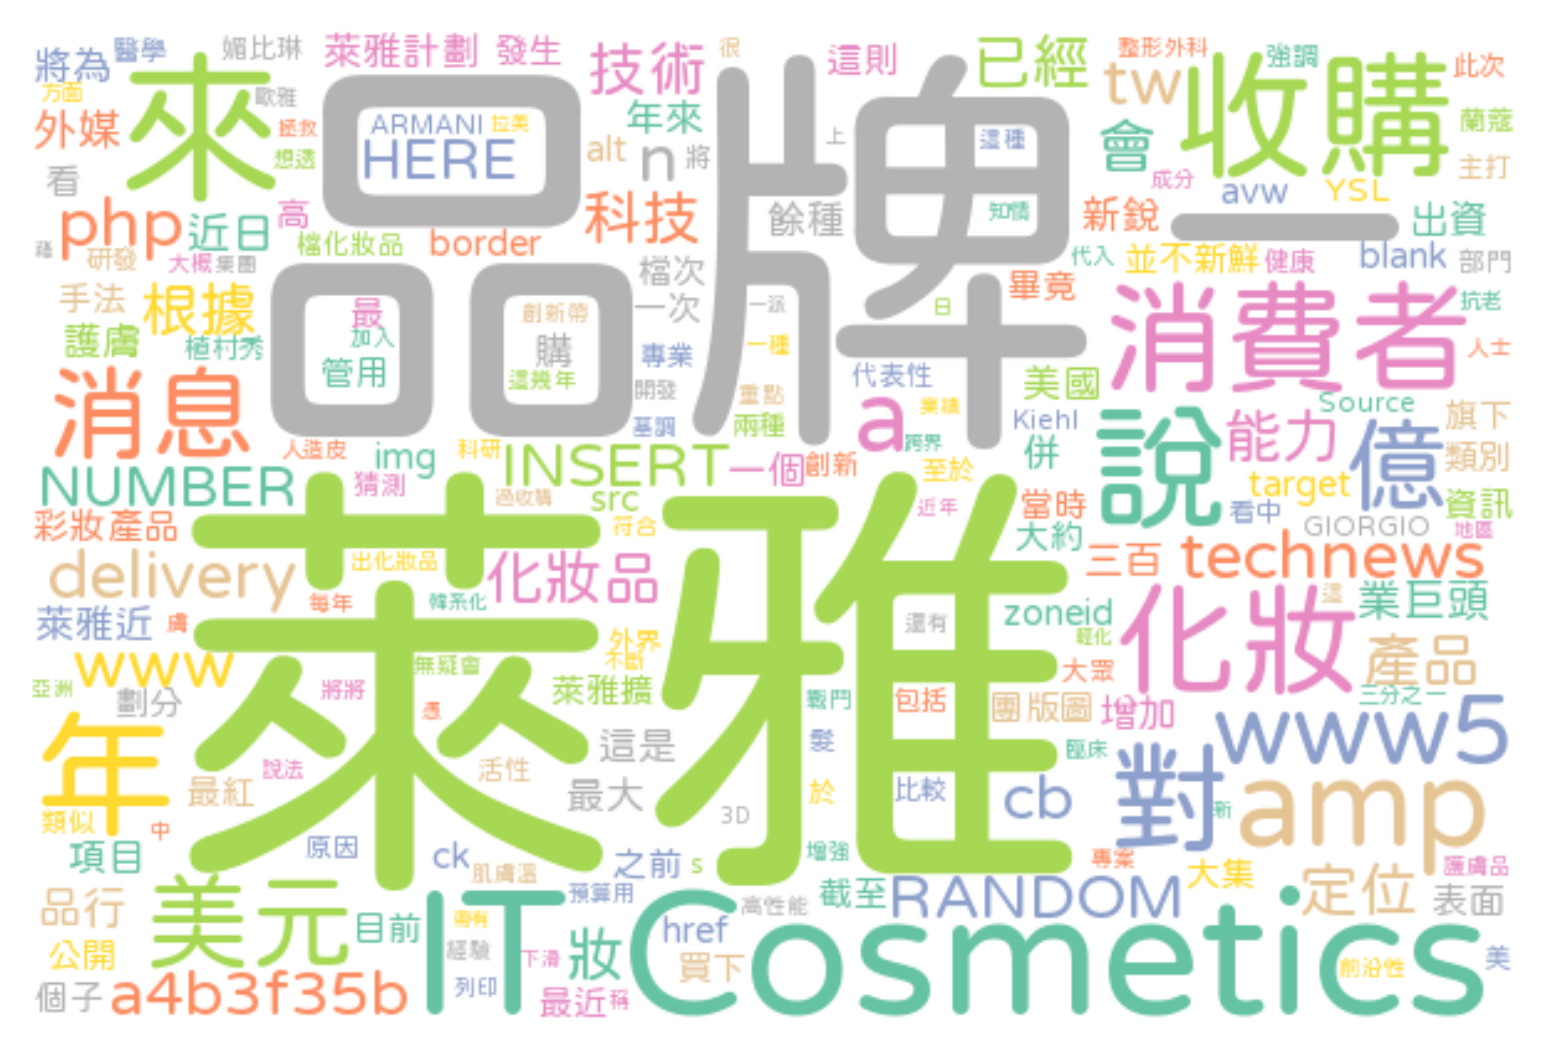 將為 醫學 媚比琳 萊雅計劃 發生 技術 很 這則 已經 整形外科 強調 此次
方面 來 歐雅 品牌 tw 收購
外媒 拯救 ARMANI 拉美 年來 上 這種 會 蘭蔻
想透 HERE alt n 將 主打
看 成分 avw YSL
php 近日 高 科技 餘種 知情 新銳 一 出資
研發 大概 集團 檔化妝品 border 檔次 代入 並不新鮮 健康 blank 部門
手法 根據 最 創新帶 一次 一派 日 畢竟 消費者 抗老
護膚 植村秀 加入 購 專業 一種 人士
消息 管用 這幾年 開發 重點 代表性 美國 Source
基調 兩種 a 業績 Kiehl 說 能力 億 旗下
人造皮 img 科研 INSERT 一個 創新 跨界 併 類別
NUMBER 猜測 過收購 src 至於 target
彩妝產品 符合 近年 當時 看中 GIORGIO 資訊 地區
萊雅 大約 三百 technews
delivery 出化妝品 化妝品
每年 韓系化 還有 zoneid 化妝 這 業巨頭
萊雅近 膚 外界 輕化 產品
www 無疑會 不斷 大眾
亞洲 劃分 將將 萊雅擴 戰鬥 包括 團版圖 增加 三分之一
年 憑 這是 髮 臨床 對 www5
說法 活性
最紅 最大 3D 於 比較 cb 新 amp
類似 中
項目 原因 ck 肌膚溫 之前 s 增強 專案 大集 護膚品
品行 美元 預算用 高性能 截至 RANDOM 定位 表面
目前 IT Cosmetics 妝 href
公開 經驗 下滑 買下 前沿性 美
個子 a4b3f35b 列印 最近 稱